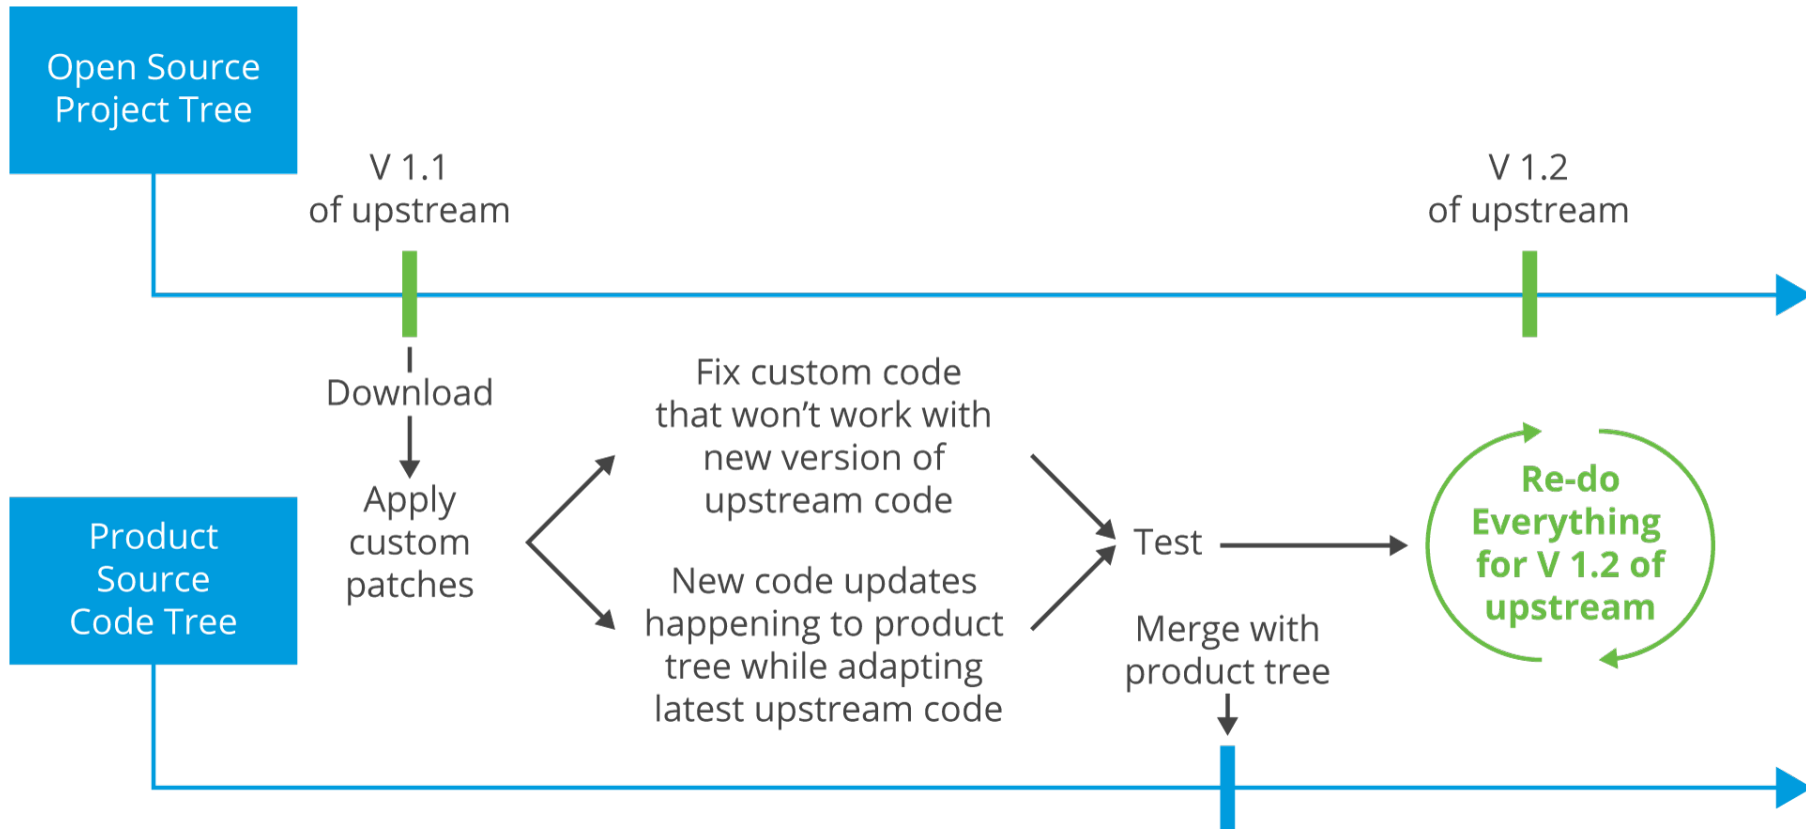 Open Source
Project Tree
V 1.1
of upstream
V 1.2
of upstream
Download
Apply
custom
patches
Fix custom code
that won’t work with
new version of
upstream code
New code updates
happening to product
tree while adapting
latest upstream code
Test
Merge with
product tree
Re-do
Everything
for V 1.2 of
upstream
Product
Source
Code Tree